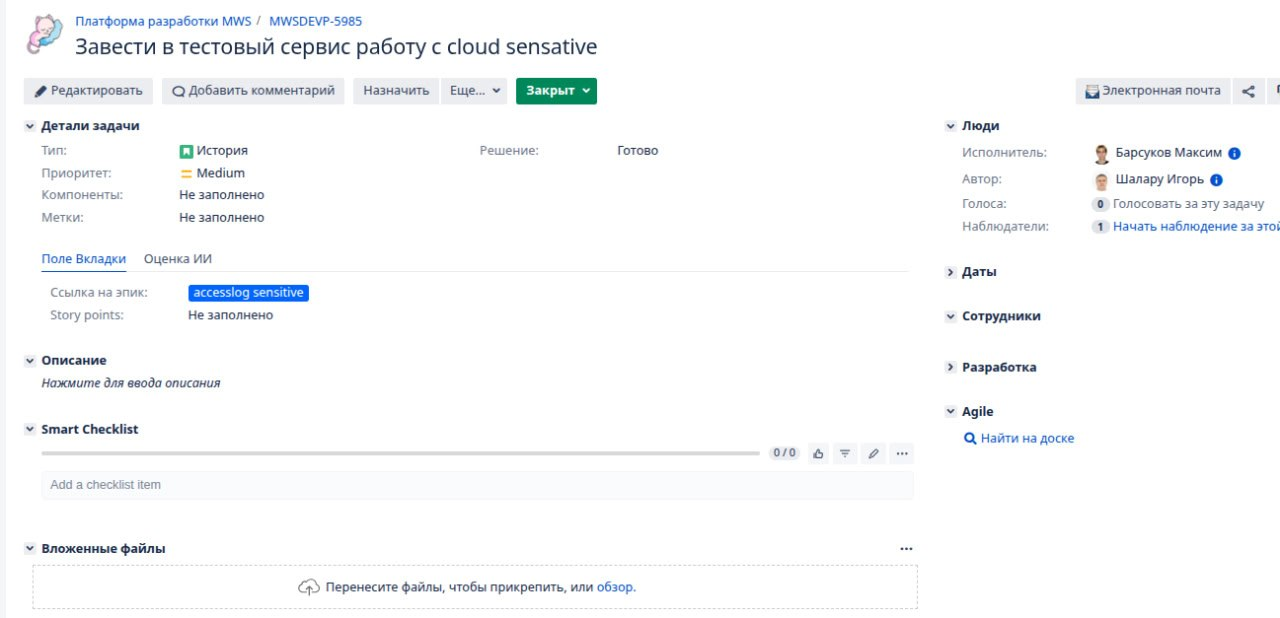 Платформа разработки MWS / MWSDEVP-5985
Завести в тестовый сервис работу с cloud sensative
Редактировать Добавить комментарий Назначить Еще... Закрыт Электронная почта
Детали задачи
Тип: История Решение: Готово
Приоритет: Medium
Компоненты: Не заполнено
Метки: Не заполнено
Поле Вкладки Оценка ИИ
Ссылка на эпик: accesslog sensitive
Story points: Не заполнено
Описание
Нажмите для ввода описания
Smart Checklist
0 / 0
Add a checklist item
Вложенные файлы
Перенесите файлы, чтобы прикрепить, или обзор.
Люди
Исполнитель: Барсуков Максим
Автор: Шалару Игорь
Голоса: 0 Голосовать за эту задачу
Наблюдатели: 1 Начать наблюдение за этой
Даты
Сотрудники
Разработка
Agile
Найти на доске